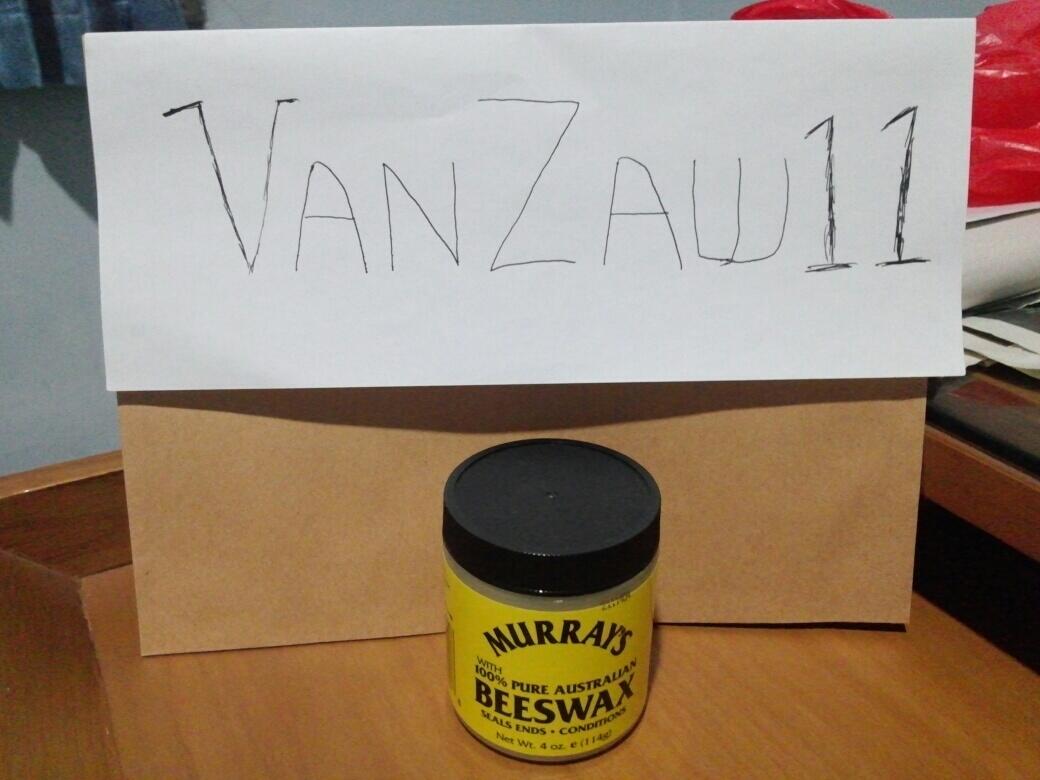 VANZAW11
MURRAY'S
WITH
100% PURE AUSTRALIAN
BEESWAX
SEALS ENDS • CONDITIONS
Net Wt. 4 oz. e (114g)